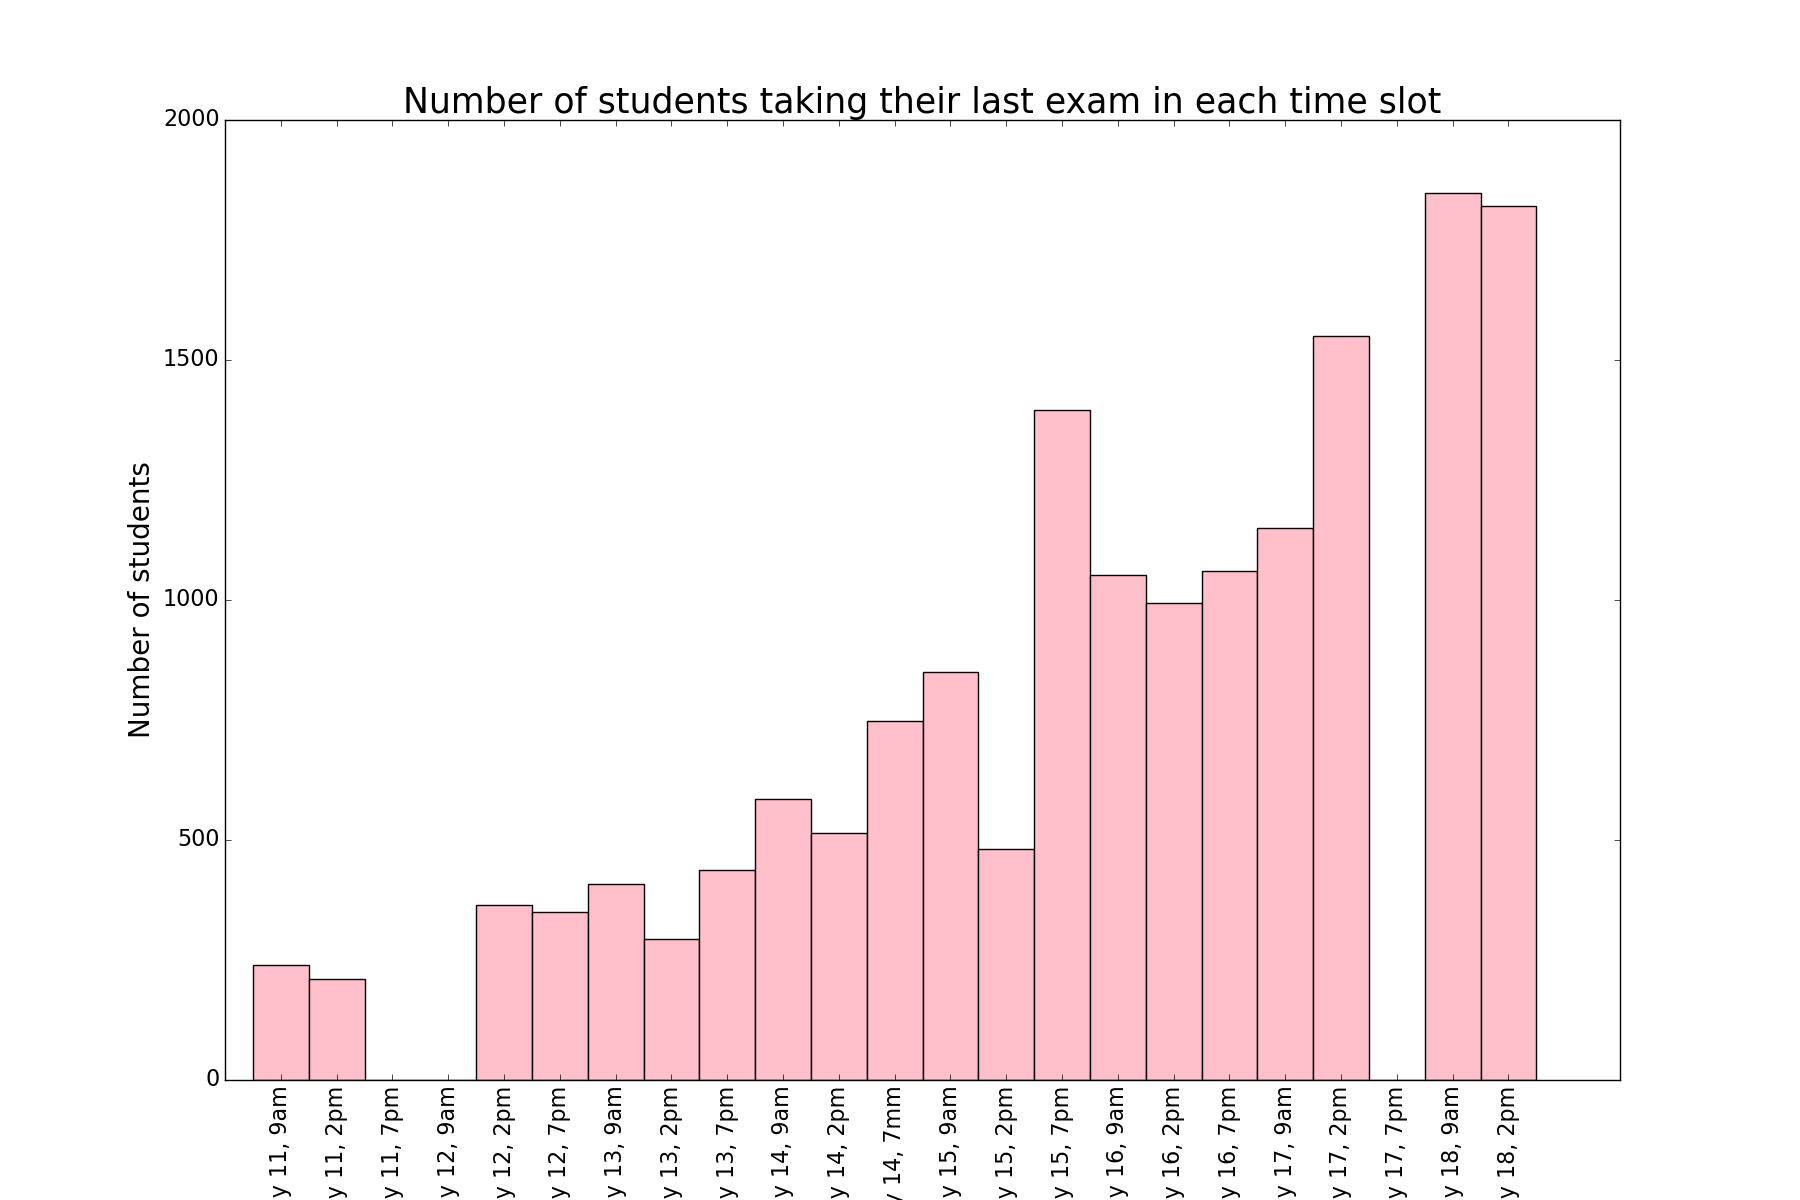 Number of students taking their last exam in each time slot
Number of students
2000
1500
1000
500
0
y 11, 9am
y 11, 2pm
y 11, 7pm
y 12, 9am
y 12, 2pm
y 12, 7pm
y 13, 9am
y 13, 2pm
y 13, 7pm
y 14, 9am
y 14, 2pm
y 14, 7mm
y 15, 9am
y 15, 2pm
y 15, 7pm
y 16, 9am
y 16, 2pm
y 16, 7pm
y 17, 9am
y 17, 2pm
y 17, 7pm
y 18, 9am
y 18, 2pm